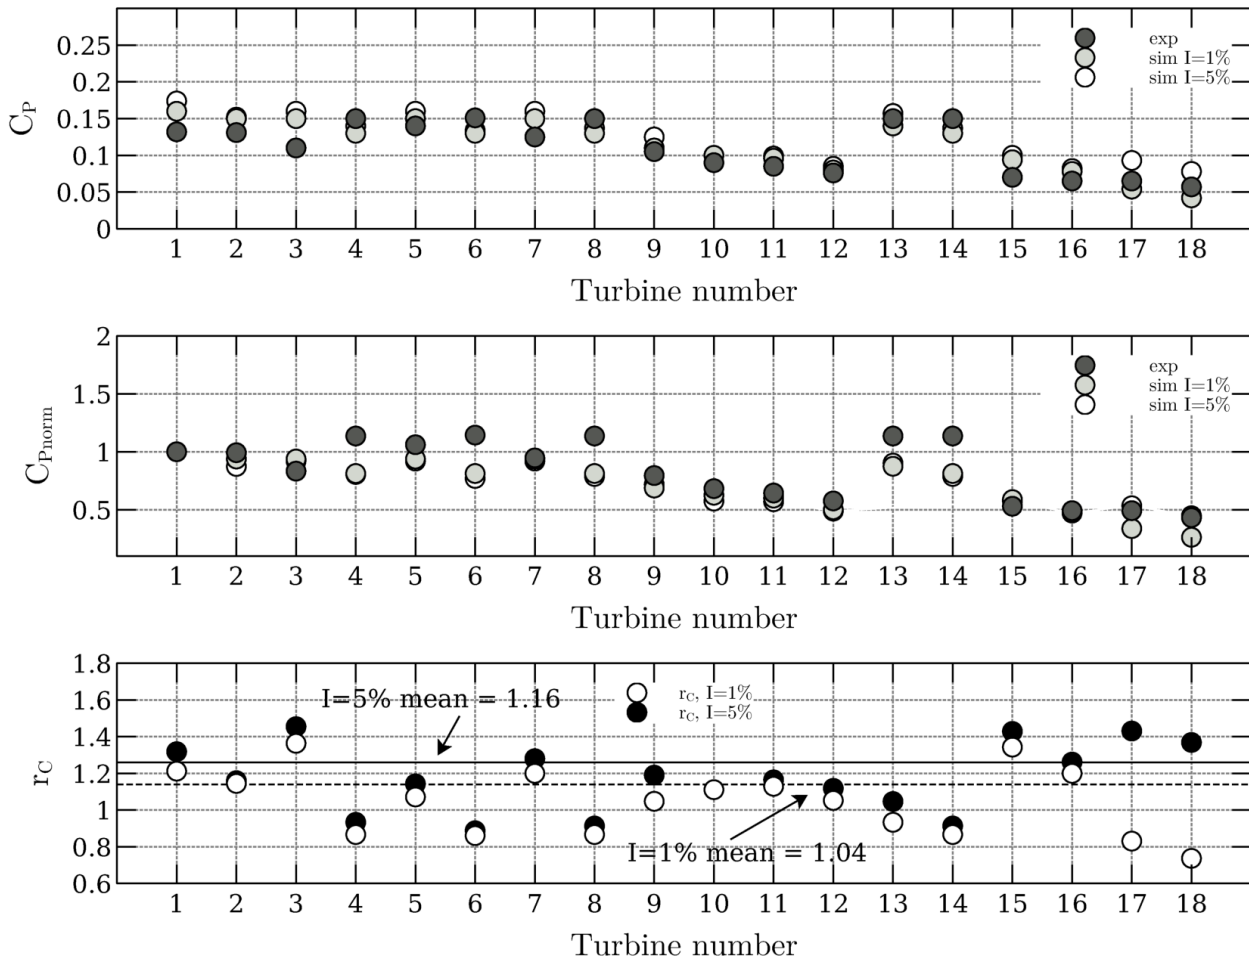 0.25
0.2
0.15
0.1
0.05
0
C_P
exp
sim I=1%
sim I=5%
1 2 3 4 5 6 7 8 9 10 11 12 13 14 15 16 17 18
Turbine number
2
1.5
1
0.5
C_Pnorm
exp
sim I=1%
sim I=5%
1 2 3 4 5 6 7 8 9 10 11 12 13 14 15 16 17 18
Turbine number
1.8
1.6
1.4
1.2
1
0.8
0.6
r_C
I=5% mean = 1.16
r_C, I=1%
r_C, I=5%
I=1% mean = 1.04
1 2 3 4 5 6 7 8 9 10 11 12 13 14 15 16 17 18
Turbine number